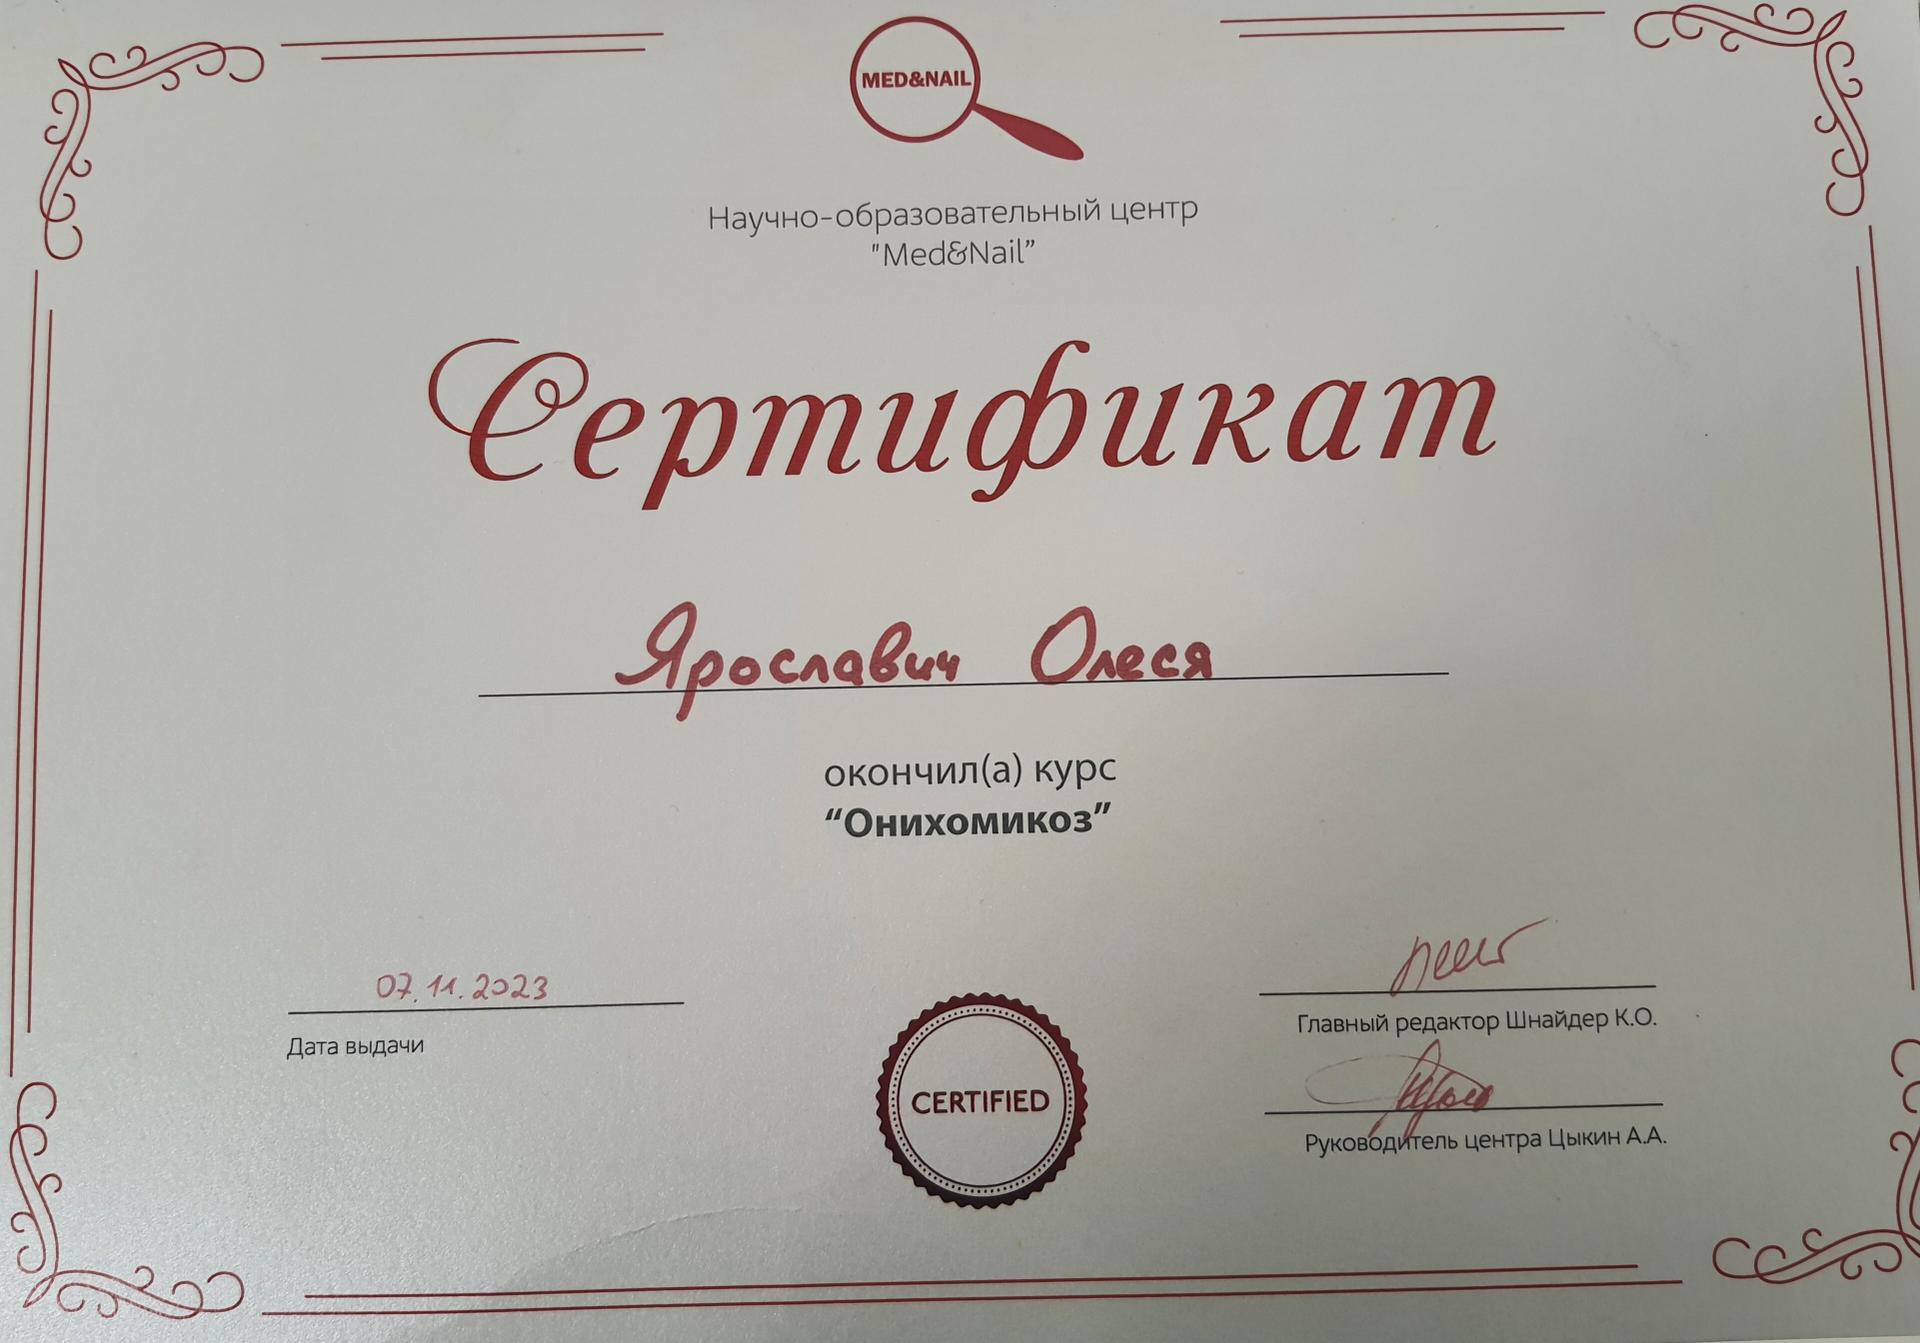 MED&NAIL
Научно-образовательный центр
"Med&Nail”
Сертификат
Ярославич Олеся
окончил(а) курс
“Онихомикоз”
07.11.2023
Дата выдачи
CERTIFIED
Главный редактор Шнайдер К.О.
Руководитель центра Цыкин А.А.